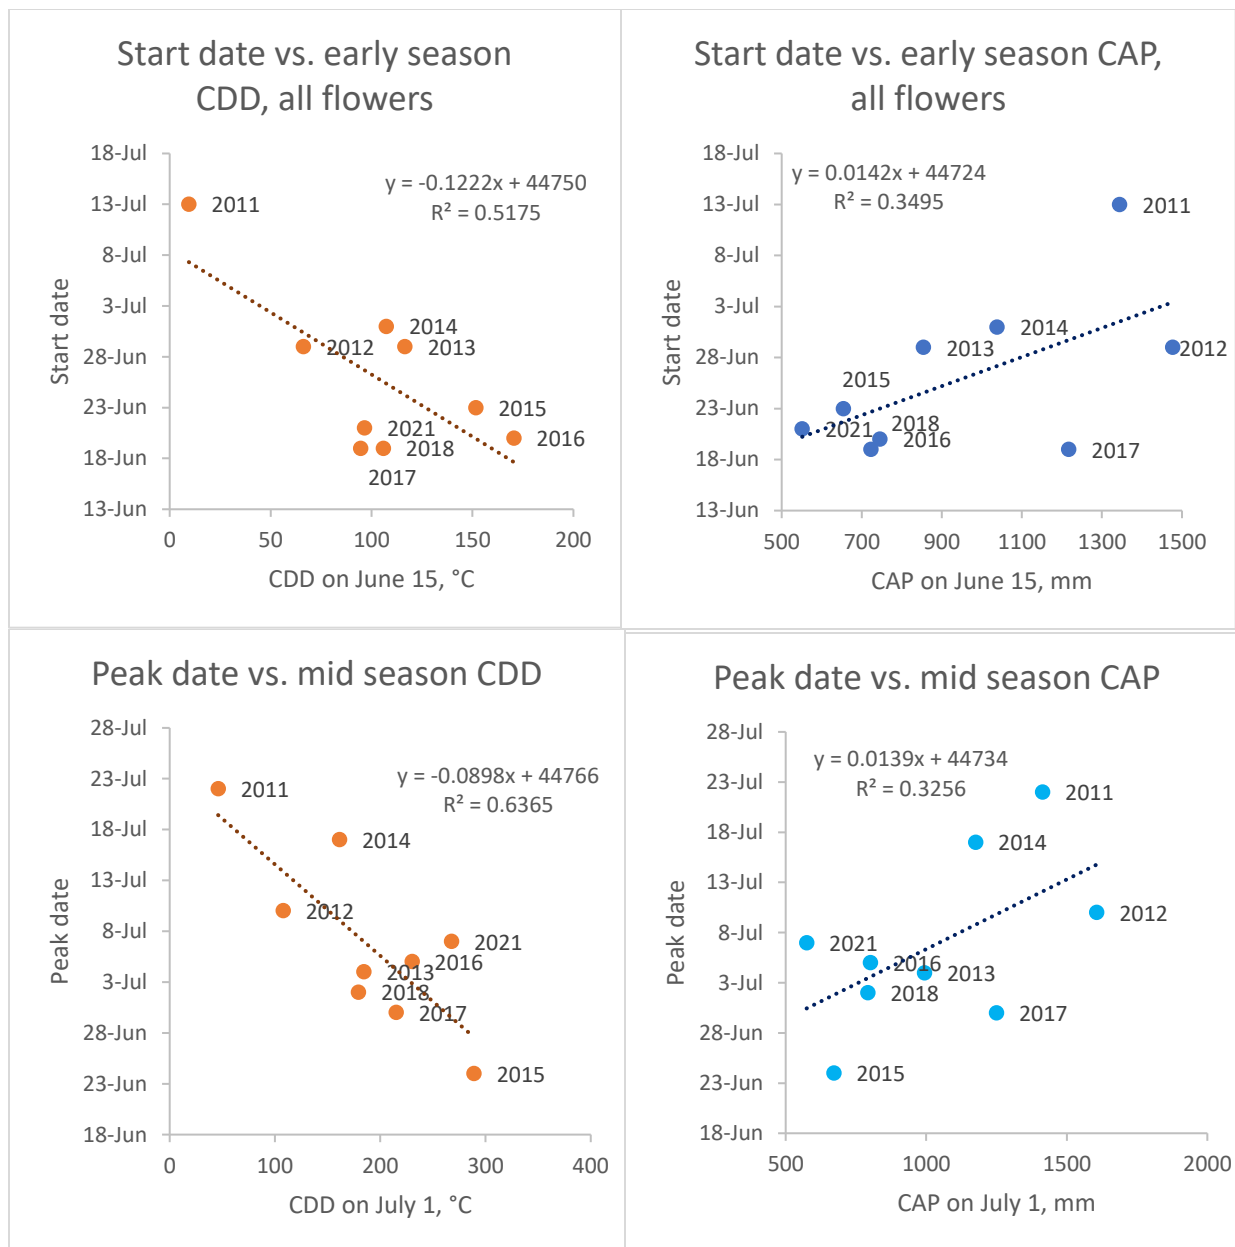 Start date vs. early season
CDD, all flowers
18-Jul
13-Jul
8-Jul
3-Jul
28-Jun
23-Jun
18-Jun
13-Jun
Start date
y = -0.1222x + 44750
R² = 0.5175
2011
2014
2012
2013
2015
2021
2016
2018
2017
0
50
100
150
200
CDD on June 15, °C
Start date vs. early season CAP,
all flowers
18-Jul
13-Jul
8-Jul
3-Jul
28-Jun
23-Jun
18-Jun
13-Jun
Start date
y = 0.0142x + 44724
R² = 0.3495
2011
2014
2013
2012
2015
2021
2018
2016
2017
500
700
900
1100
1300
1500
CAP on June 15, mm
Peak date vs. mid season CDD
28-Jul
23-Jul
18-Jul
13-Jul
8-Jul
3-Jul
28-Jun
23-Jun
18-Jun
Peak date
y = -0.0898x + 44766
R² = 0.6365
2011
2014
2012
2021
2016
2013
2018
2017
2015
0
100
200
300
400
CDD on July 1, °C
Peak date vs. mid season CAP
28-Jul
23-Jul
18-Jul
13-Jul
8-Jul
3-Jul
28-Jun
23-Jun
18-Jun
Peak date
y = 0.0139x + 44734
R² = 0.3256
2011
2014
2012
2021
2016
2013
2018
2017
2015
500
1000
1500
2000
CAP on July 1, mm